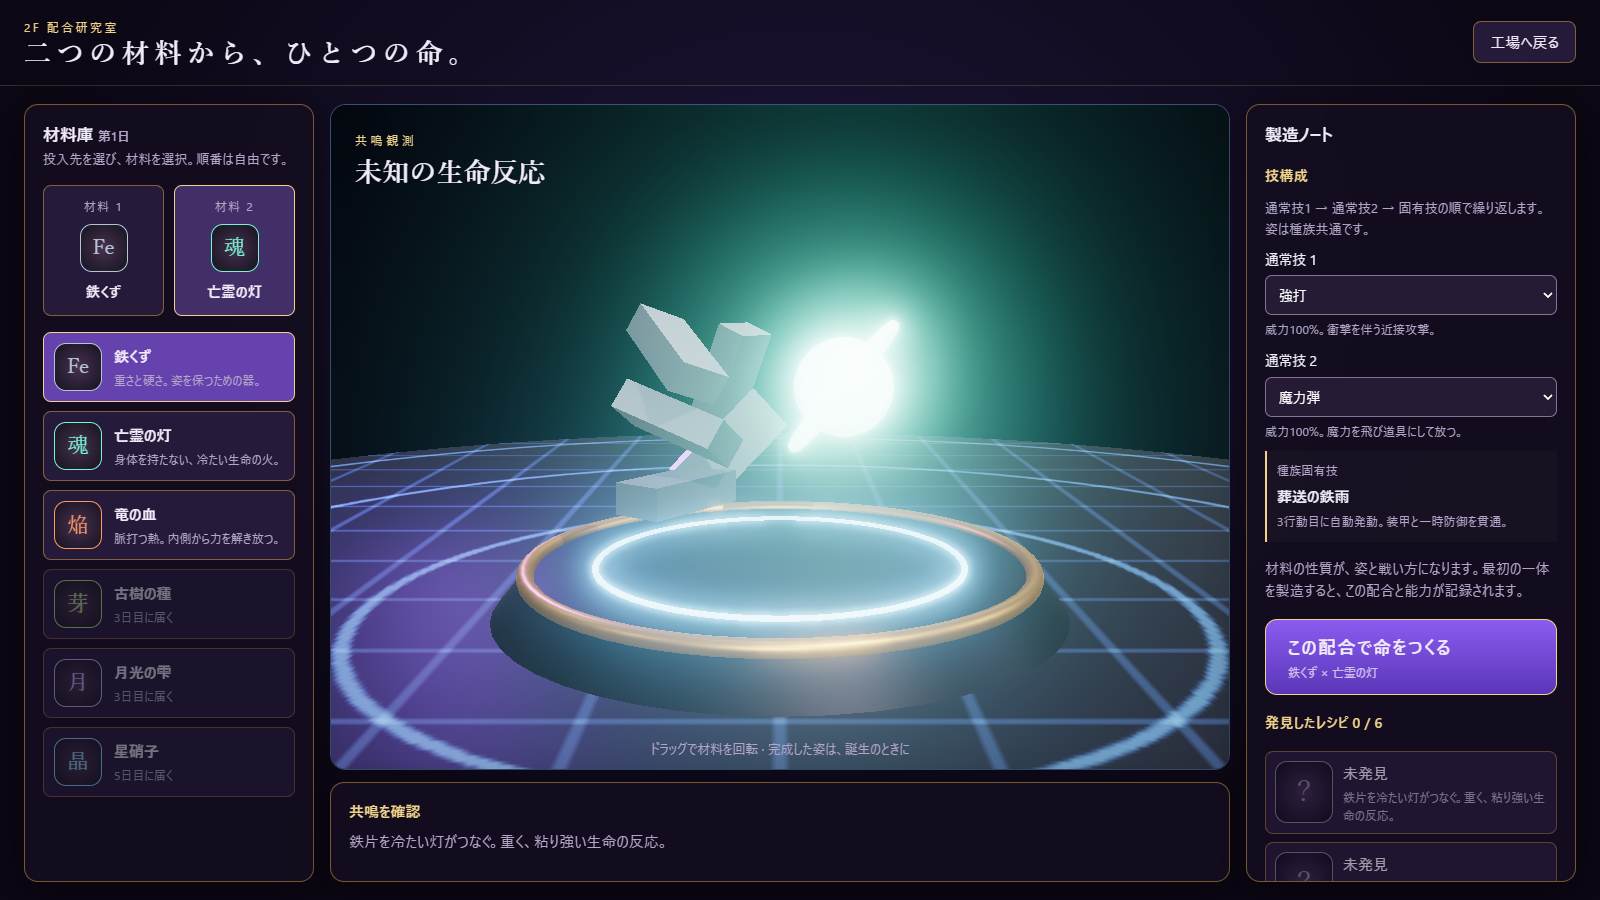 2F 配合研究室
二つの材料から、ひとつの命。
工場へ戻る
材料庫 第1日
投入先を選び、材料を選択。順番は自由です。
材料 1
Fe
鉄くず
材料 2
魂
亡霊の灯
Fe
鉄くず
重さと硬さ。姿を保つための器。
魂
亡霊の灯
身体を持たない、冷たい生命の火。
焔
竜の血
脈打つ熱。内側から力を解き放つ。
芽
古樹の種
3日目に届く
月
月光の雫
3日目に届く
晶
星硝子
5日目に届く
共鳴観測
未知の生命反応
ドラッグで材料を回転 · 完成した姿は、誕生のときに
共鳴を確認
鉄片を冷たい灯がつなぐ。重く、粘り強い生命の反応。
製造ノート
技構成
通常技1 → 通常技2 → 固有技の順で繰り返します。
姿は種族共通です。
通常技 1
強打
威力100%。衝撃を伴う近接攻撃。
通常技 2
魔力弾
威力100%。魔力を飛び道具にして放つ。
種族固有技
葬送の鉄雨
3行動目に自動発動。装甲と一時防御を貫通。
材料の性質が、姿と戦い方になります。最初の一体
を製造すると、この配合と能力が記録されます。
この配合で命をつくる
鉄くず × 亡霊の灯
発見したレシピ 0 / 6
?
未発見
鉄片を冷たい灯がつなぐ。重く、粘り強い生
命の反応。
?
未発見